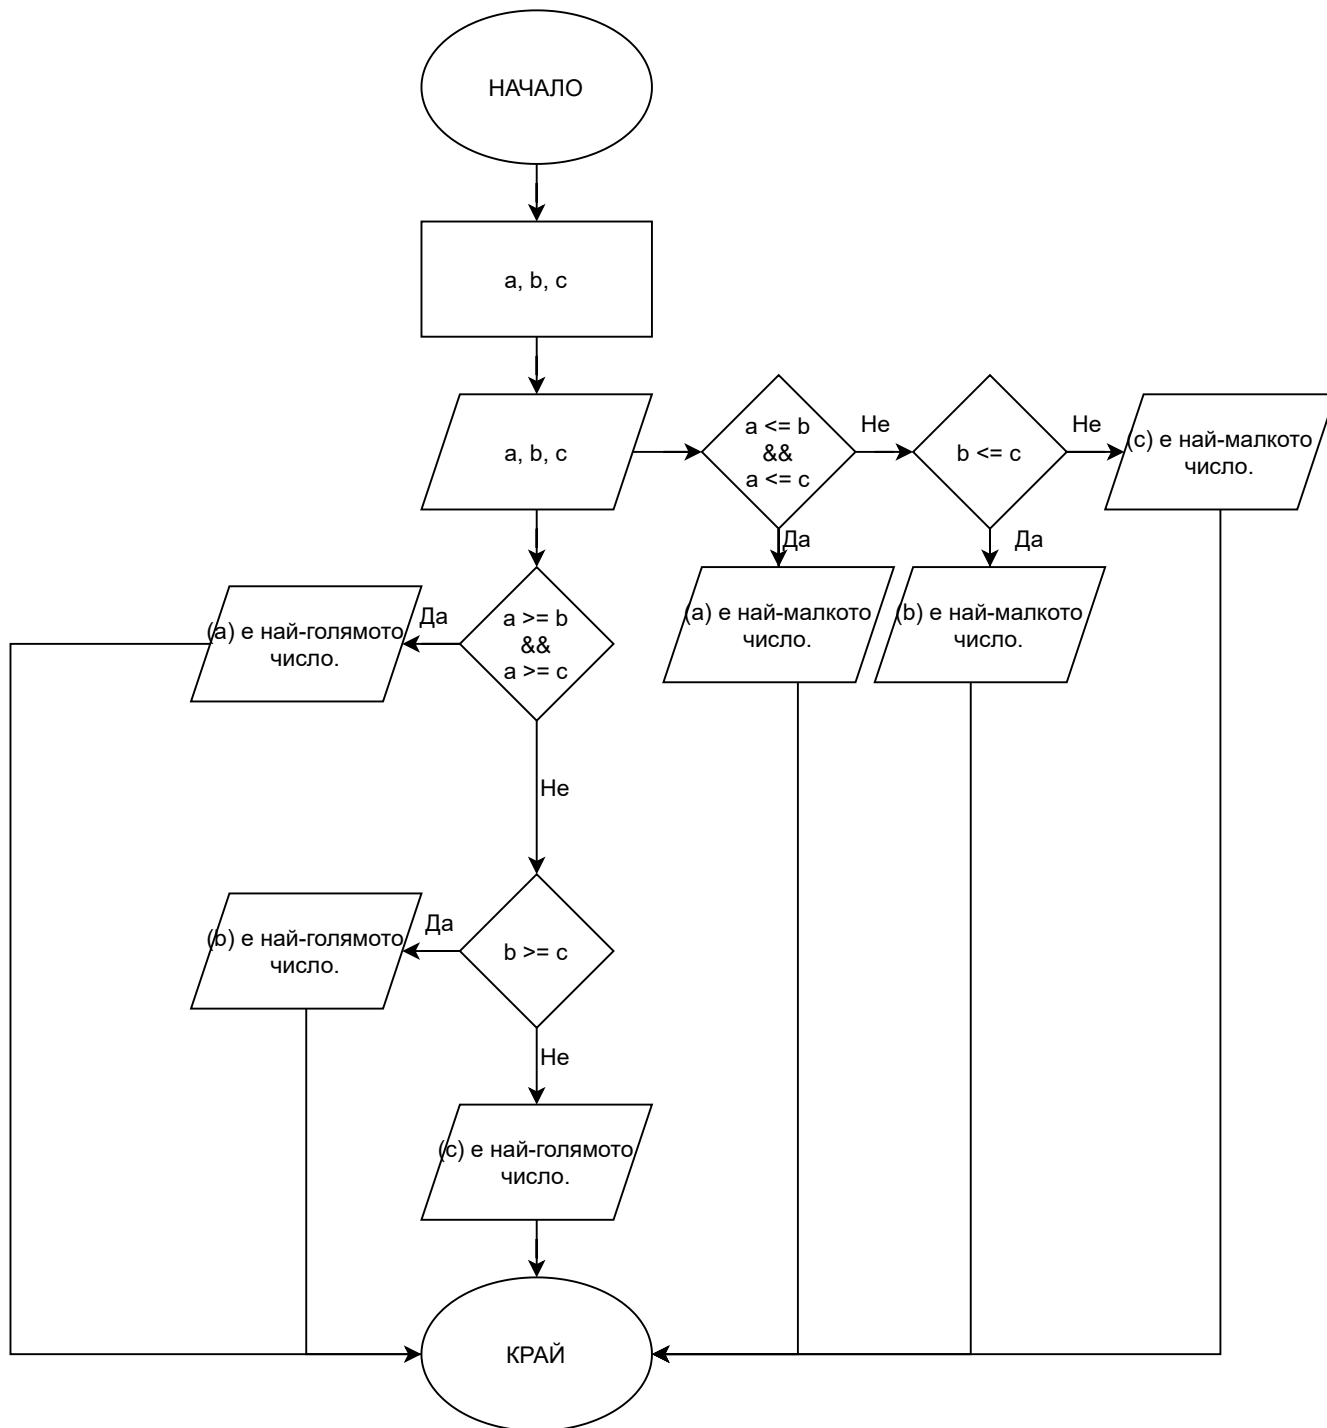 НАЧАЛО
a, b, c
a, b, c
a <= b
&&
a <= c
Не
b <= c
Не
(c) е най-малкото
число.
Да
(a) е най-малкото
число.
Да
(b) е най-малкото
число.
a >= b
&&
a >= c
Да
(a) е най-голямото
число.
Не
b >= c
Да
(b) е най-голямото
число.
Не
(c) е най-голямото
число.
КРАЙ